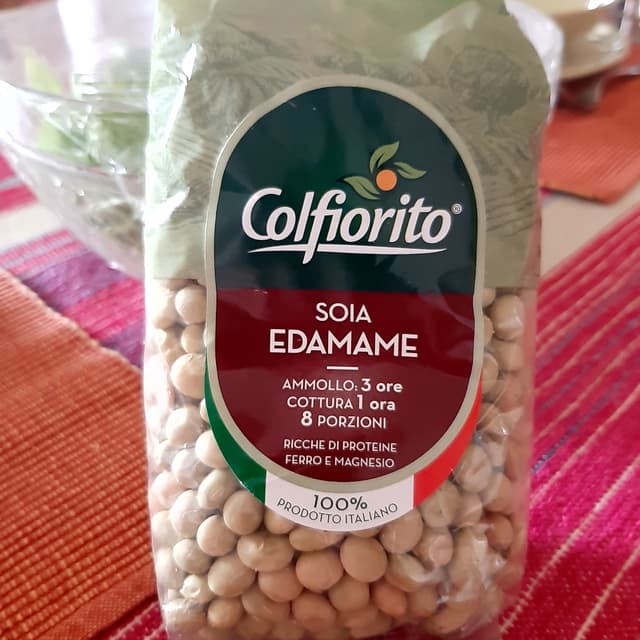 Colfiorito®
SOIA
EDAMAME
AMMOLLO: 3 ore
COTTURA 1 ora
8 PORZIONI
RICCHE DI PROTEINE
FERRO E MAGNESIO
100%
PRODOTTO ITALIANO